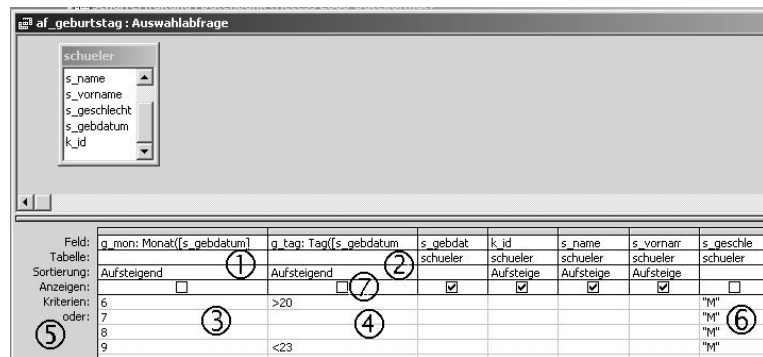 af_geburtstag : Auswahlabfrage
schueler
s_name
s_vorname
s_geschlecht
s_gebdatum
k_id
Feld: g_mon: Monat([s_gebdatum] g_tag: Tag([s_gebdatum s_gebdat k_id s_name s_vornam s_geschle
Tabelle: ① ② schueler schueler schueler schueler schueler
Sortierung: Aufsteigend Aufsteigend Aufsteige Aufsteige Aufsteige
Anzeigen: ⑦
Kriterien: 6 >20 "M"
oder: 7 "M"
⑤ ③ ④ ⑥
8 "M"
9 <23 "M"